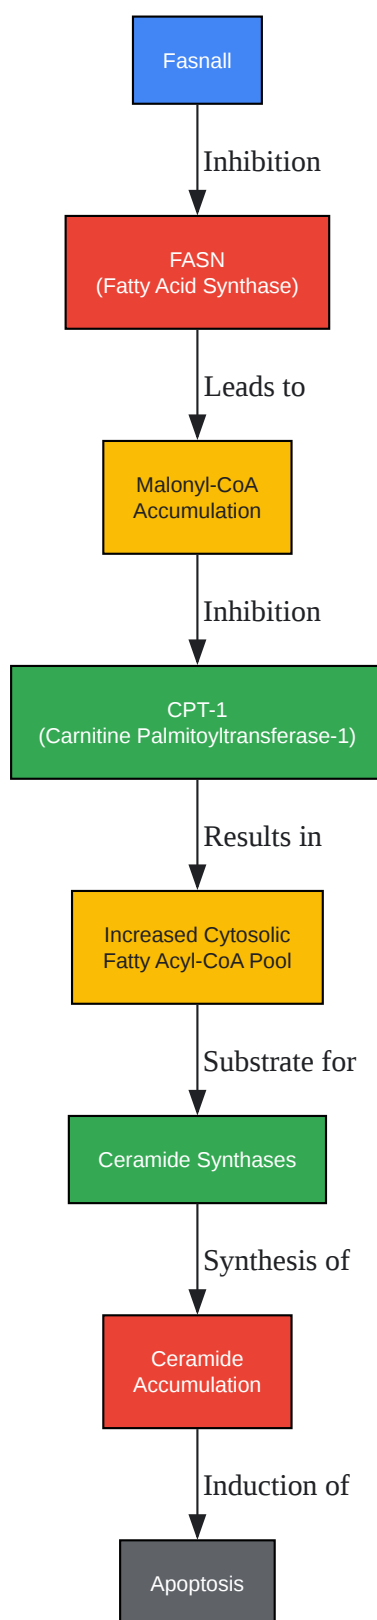 Fasnall
Inhibition
FASN
(Fatty Acid Synthase)
Leads to
Malonyl-CoA
Accumulation
Inhibition
CPT-1
(Carnitine Palmitoyltransferase-1)
Results in
Increased Cytosolic
Fatty Acyl-CoA Pool
Substrate for
Ceramide Synthases
Synthesis of
Ceramide
Accumulation
Induction of
Apoptosis